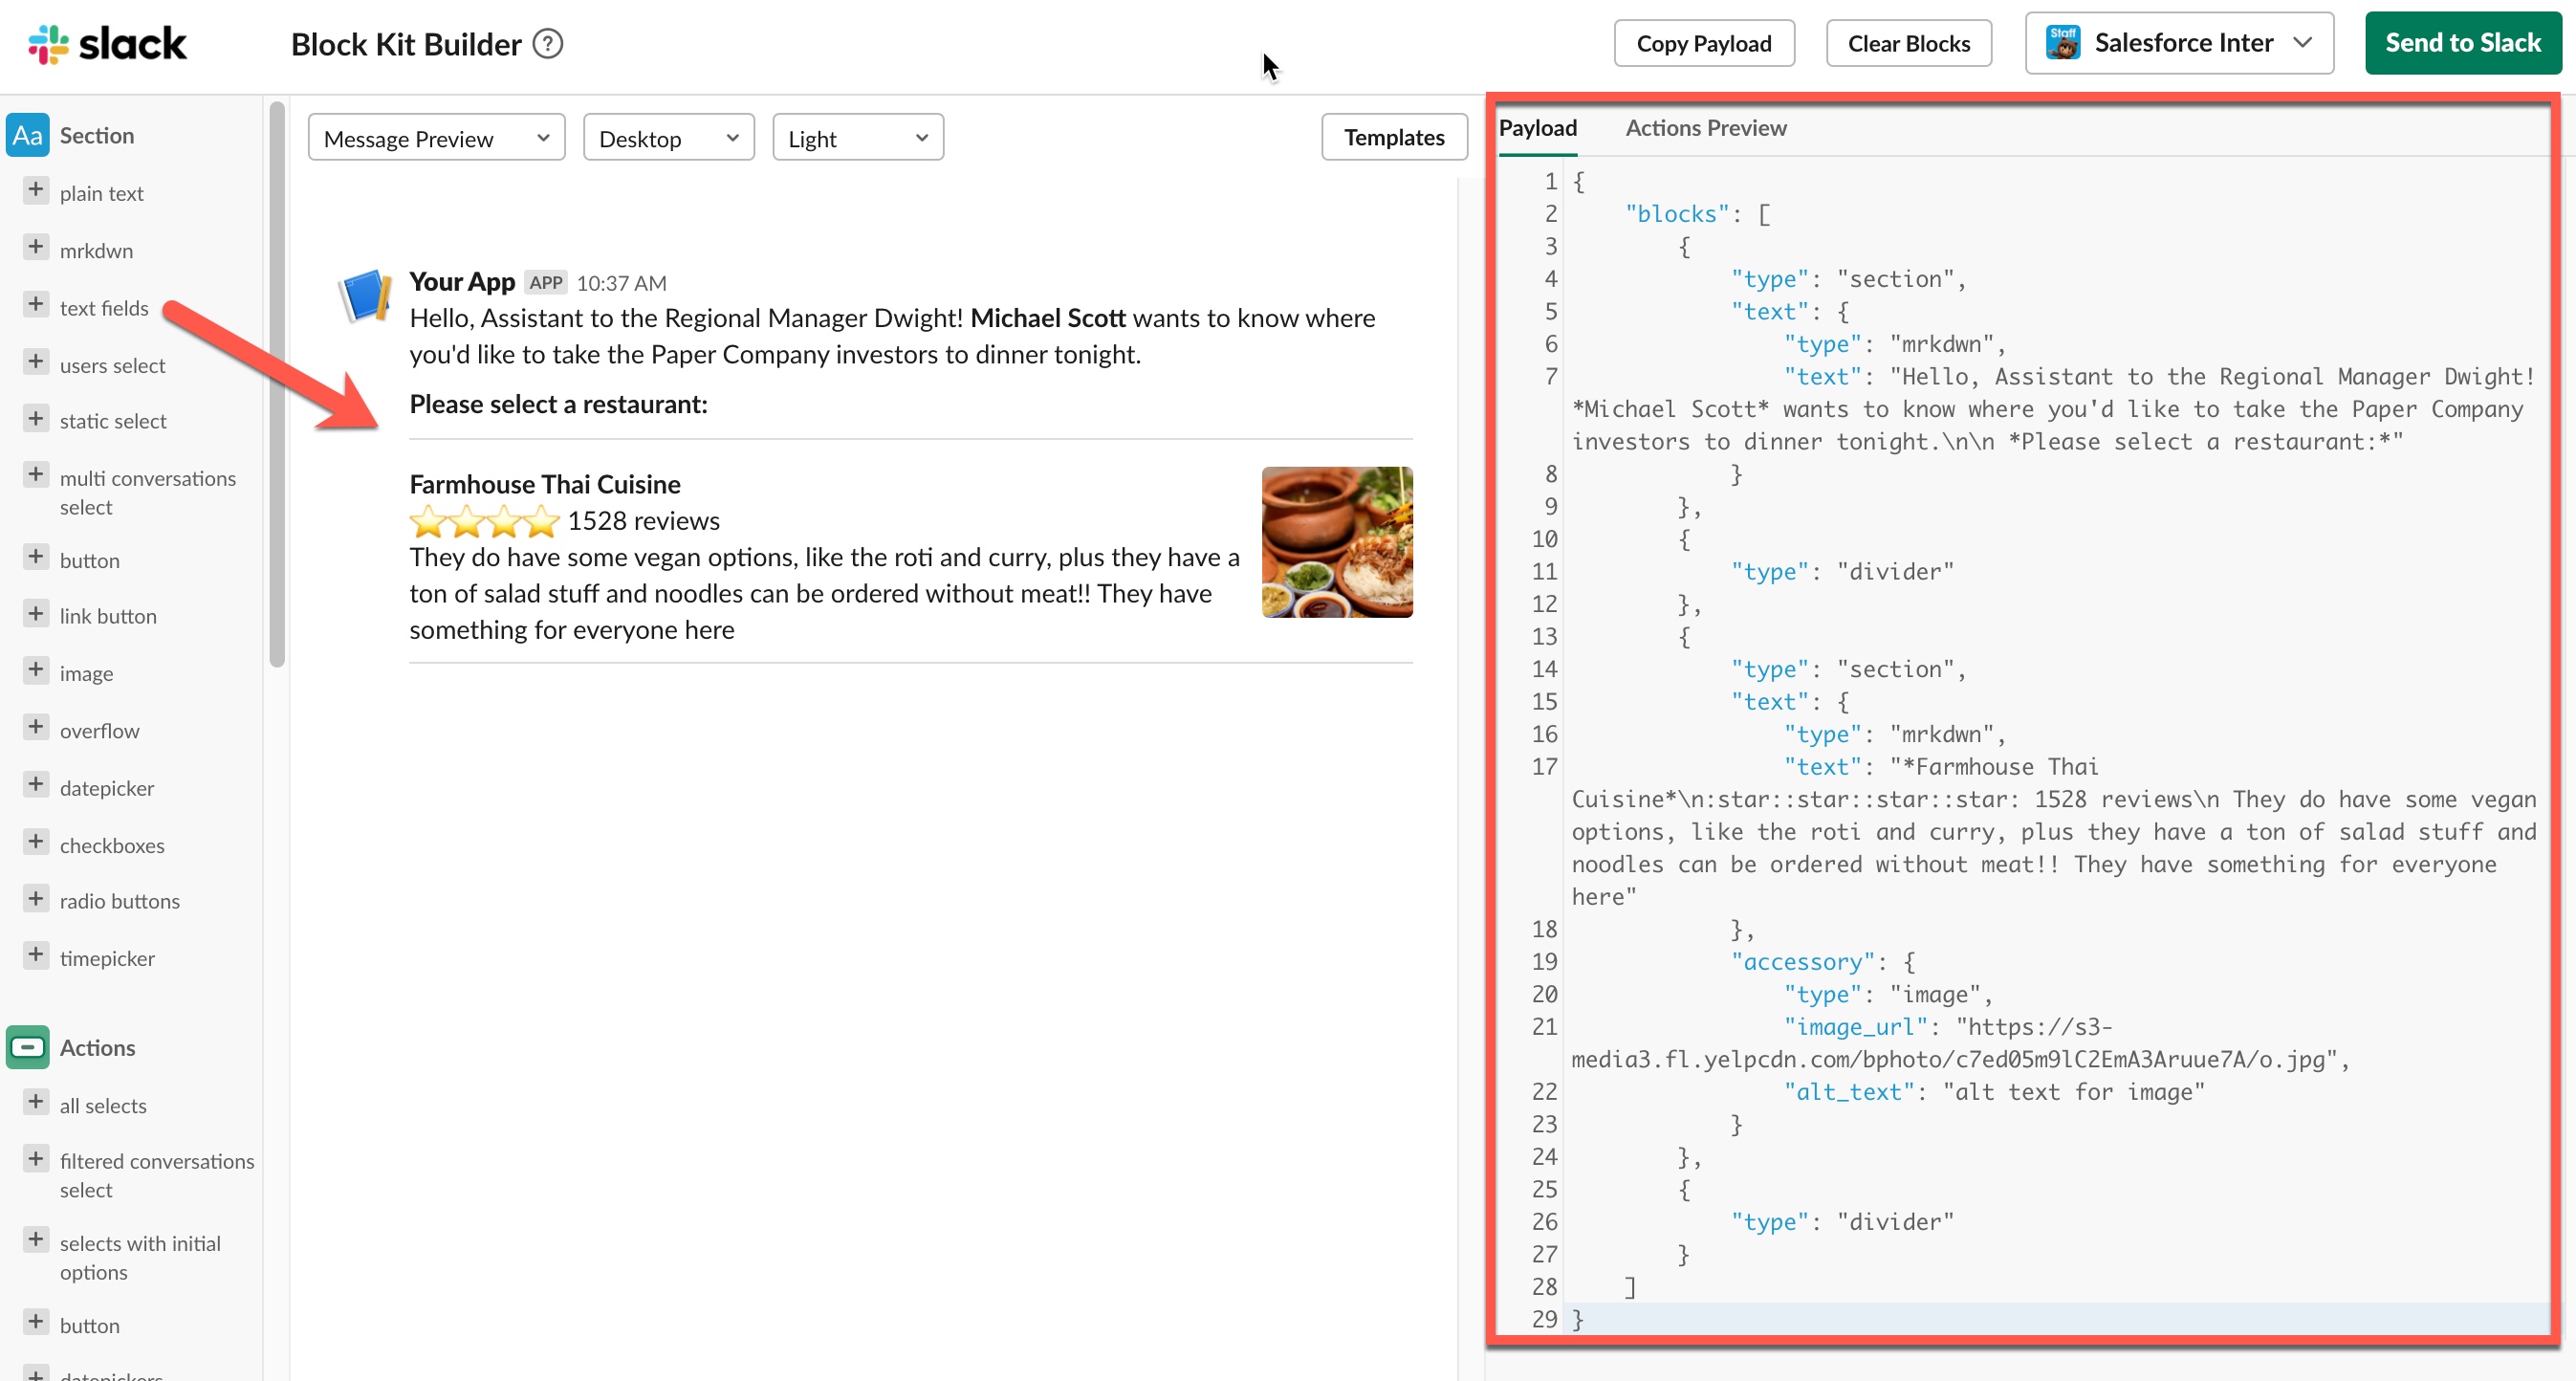 slack
Block Kit Builder ?
Copy Payload
Clear Blocks
Staff
Salesforce Inter
Send to Slack
Aa Section
+ plain text
+ mrkdwn
+ text fields
+ users select
+ static select
+ multi conversations
select
+ button
+ link button
+ image
+ overflow
+ datepicker
+ checkboxes
+ radio buttons
+ timepicker
Actions
+ all selects
+ filtered conversations
select
+ selects with initial
options
+ button
+ datepickers
Message Preview
Desktop
Light
Templates
Your App APP 10:37 AM
Hello, Assistant to the Regional Manager Dwight! Michael Scott wants to know where
you'd like to take the Paper Company investors to dinner tonight.
Please select a restaurant:
Farmhouse Thai Cuisine
1528 reviews
They do have some vegan options, like the roti and curry, plus they have a
ton of salad stuff and noodles can be ordered without meat!! They have
something for everyone here
Payload Actions Preview
1 {
2 "blocks": [
3 {
4 "type": "section",
5 "text": {
6 "type": "mrkdwn",
7 "text": "Hello, Assistant to the Regional Manager Dwight!
*Michael Scott* wants to know where you'd like to take the Paper Company
investors to dinner tonight.\n\n *Please select a restaurant:*"
8 }
9 },
10 {
11 "type": "divider"
12 },
13 {
14 "type": "section",
15 "text": {
16 "type": "mrkdwn",
17 "text": "*Farmhouse Thai
Cuisine*\n:star::star::star::star: 1528 reviews\n They do have some vegan
options, like the roti and curry, plus they have a ton of salad stuff and
noodles can be ordered without meat!! They have something for everyone
here"
18 },
19 "accessory": {
20 "type": "image",
21 "image_url": "https://s3-
media3.fl.yelpcdn.com/bphoto/c7ed05m9lC2EmA3Aruue7A/o.jpg",
22 "alt_text": "alt text for image"
23 }
24 },
25 {
26 "type": "divider"
27 }
28 ]
29 }